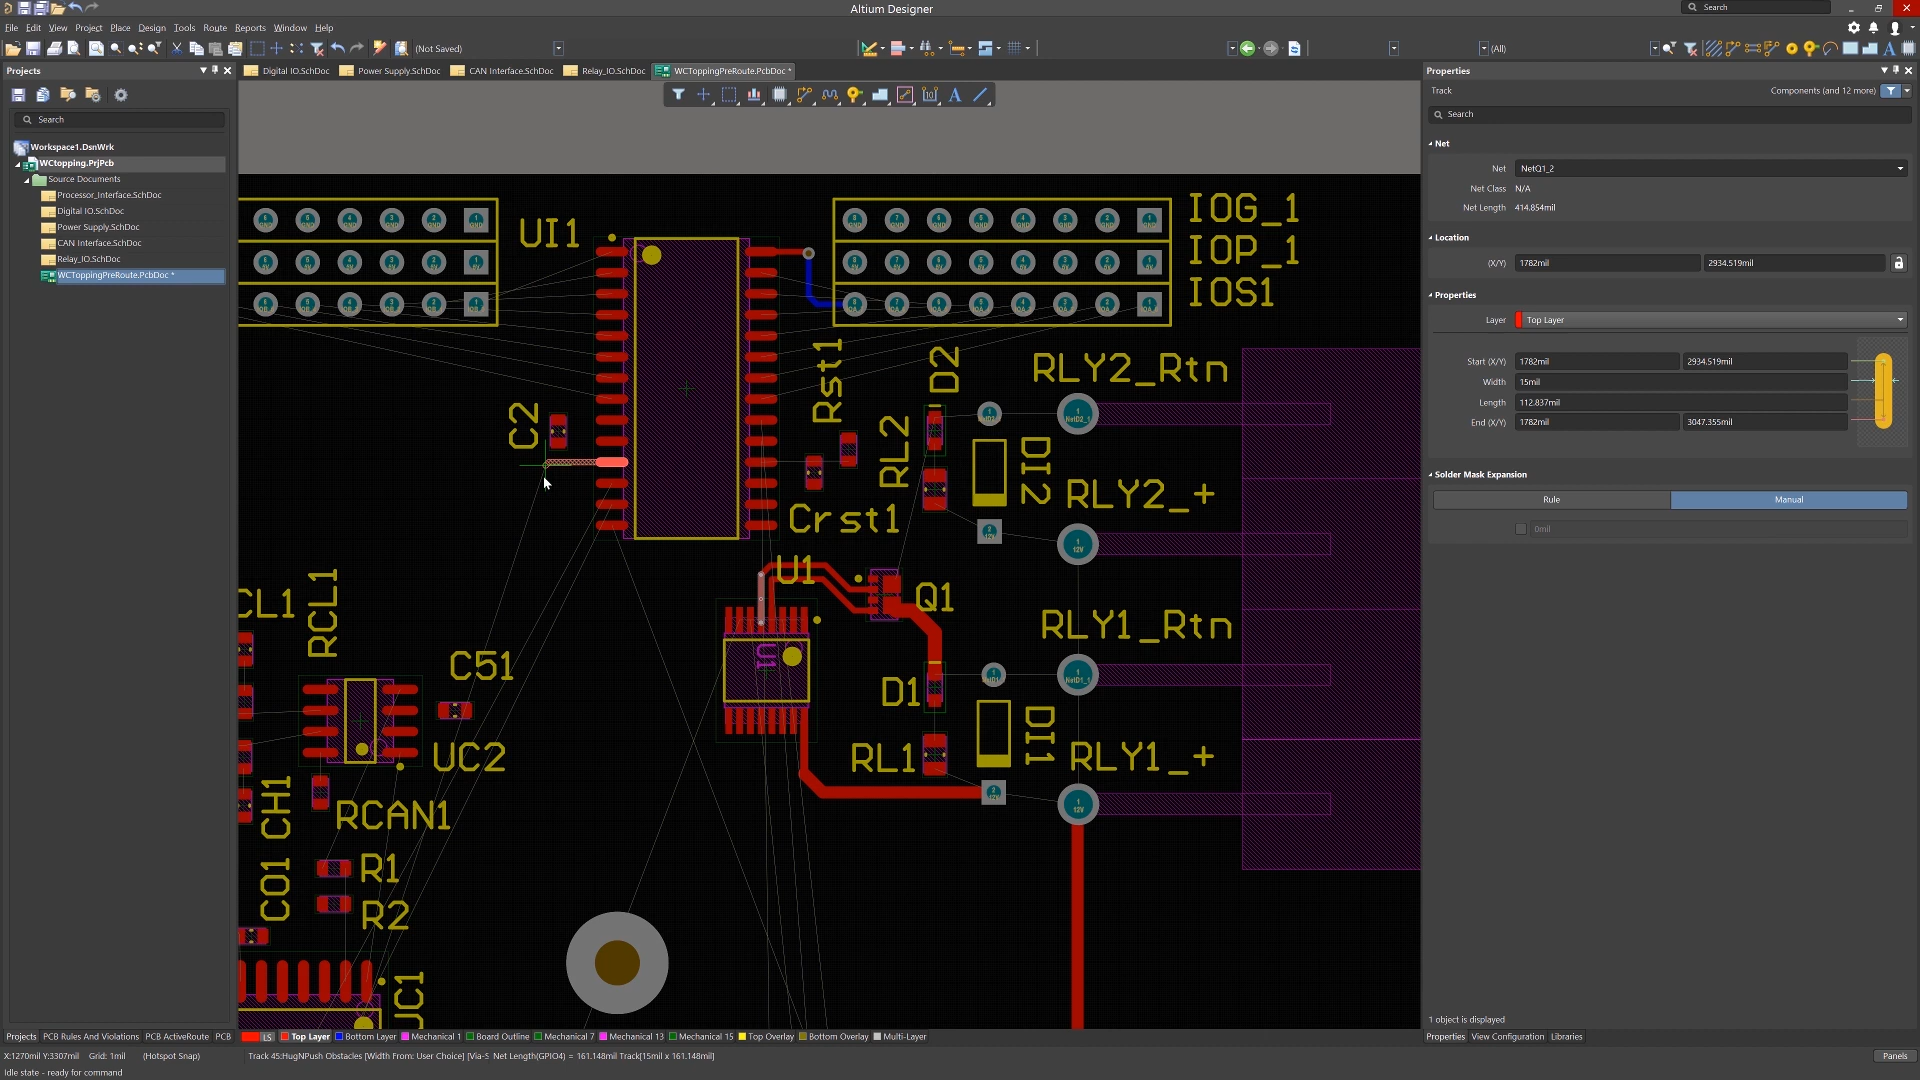 Altium Designer
Search
File Edit View Project Place Design Tools Route Reports Window Help
(Not Saved)
(All)
Projects
Digital IO.SchDoc
Power Supply.SchDoc
CAN Interface.SchDoc
Relay_IO.SchDoc
WCToppingPreRoute.PcbDoc *
Search
Workspace1.DsnWrk
WCtopping.PrjPcb
Source Documents
Processor_Interface.SchDoc
Digital IO.SchDoc
Power Supply.SchDoc
CAN Interface.SchDoc
Relay_IO.SchDoc
WCToppingPreRoute.PcbDoc *
UI1
IOG_1
IOP_1
IOS1
C2
Rst1
D2
RLY2_Rtn
RL2
DI2
RLY2_+
Crst1
U1
Q1
U1
RLY1_Rtn
D1
DI1
RL1
RLY1_+
CL1
RCL1
C51
UC2
CH1
RCAN1
CO1
R1
R2
UC1
Properties
Track
Components (and 12 more)
Search
Net
Net NetQ1_2
Net Class N/A
Net Length 414.854mil
Location
(X/Y) 1782mil 2934.519mil
Properties
Layer Top Layer
Start (X/Y) 1782mil 2934.519mil
Width 15mil
Length 112.837mil
End (X/Y) 1782mil 3047.355mil
Solder Mask Expansion
Rule Manual
0mil
1 object is displayed
Projects PCB Rules And Violations PCB ActiveRoute PCB
LS Top Layer Bottom Layer Mechanical 1 Board Outline Mechanical 7 Mechanical 13 Mechanical 15 Top Overlay Bottom Overlay Multi-Layer
Properties View Configuration Libraries
X:1270mil Y:3307mil Grid: 1mil (Hotspot Snap) Track 45:HugNPush Obstacles [Width From: User Choice] [Via-S Net Length(GPIO4) = 161.148mil Track[15mil x 161.148mil]
Panels
Idle state - ready for command